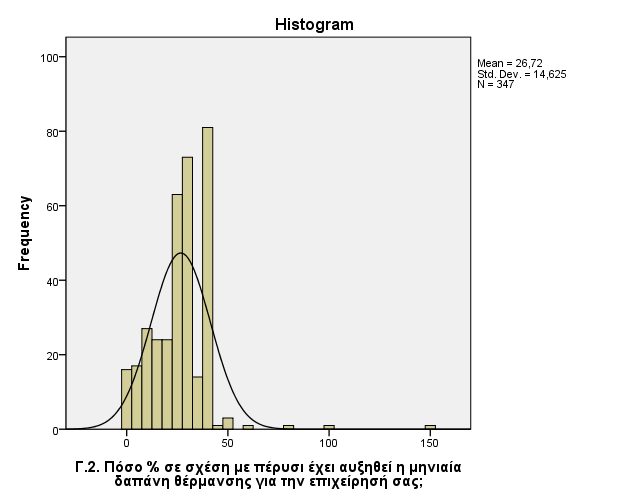 Histogram
Mean = 26,72
Std. Dev. = 14,625
N = 347
Frequency
100
80
60
40
20
0
0 50 100 150
Γ.2. Πόσο % σε σχέση με πέρυσι έχει αυξηθεί η μηνιαία
δαπάνη θέρμανσης για την επιχείρησή σας;